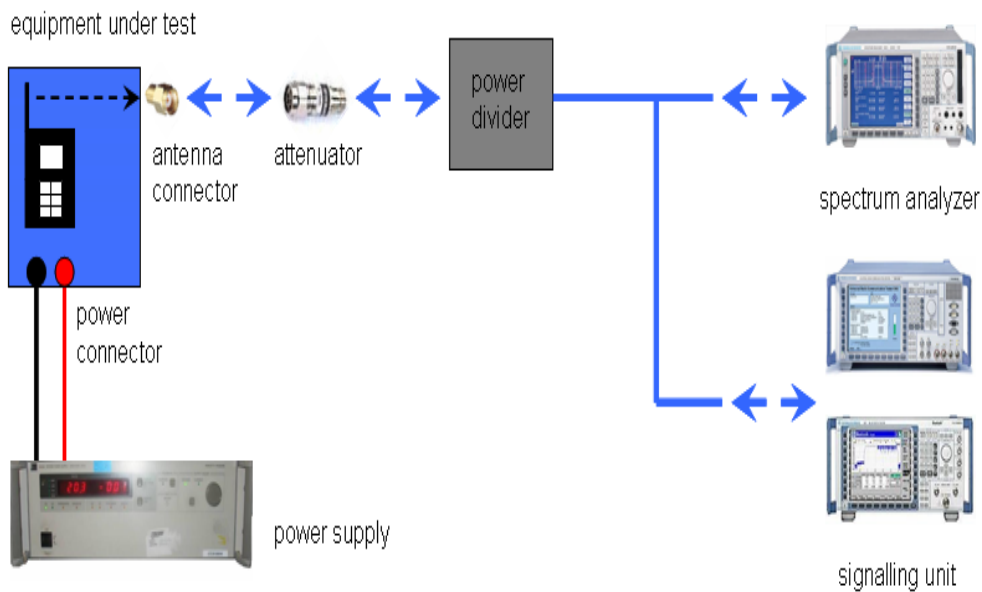 equipment under test
power
divider
antenna
connector
attenuator
spectrum analyzer
power
connector
power supply
signalling unit